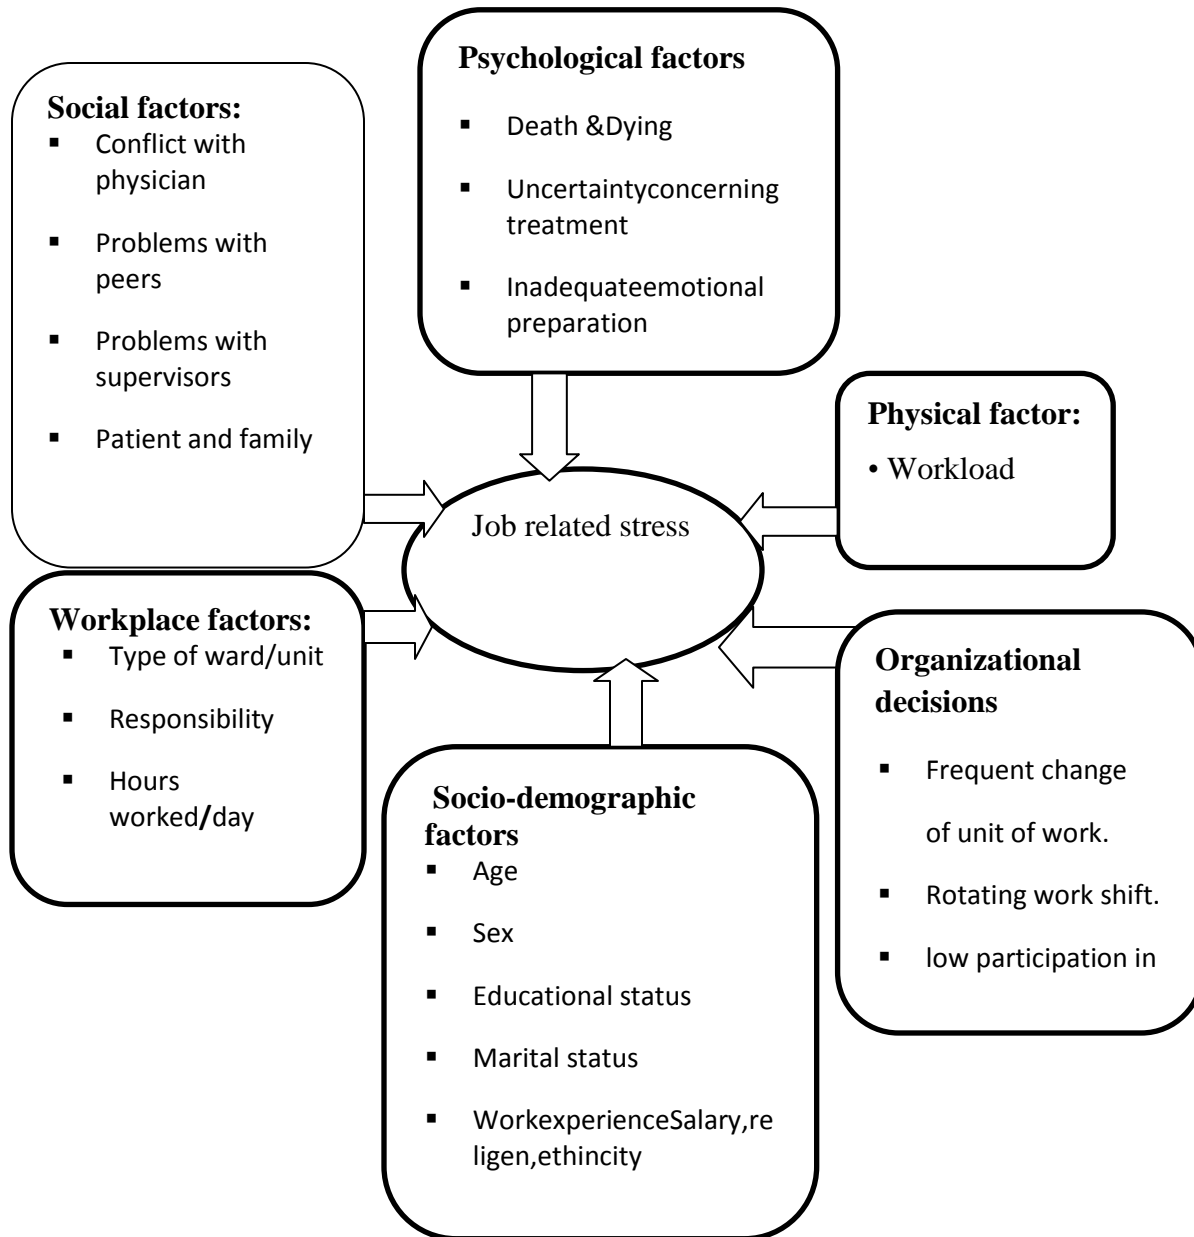 Psychological factors
▪ Death &Dying
▪ Uncertaintyconcerning
treatment
▪ Inadequateemotional
preparation
Social factors:
▪ Conflict with
physician
▪ Problems with
peers
▪ Problems with
supervisors
▪ Patient and family
Physical factor:
• Workload
Job related stress
Workplace factors:
▪ Type of ward/unit
▪ Responsibility
▪ Hours
worked/day
Organizational
decisions
▪ Frequent change
of unit of work.
▪ Rotating work shift.
▪ low participation in
Socio-demographic
factors
▪ Age
▪ Sex
▪ Educational status
▪ Marital status
▪ WorkexperienceSalary,re
ligen,ethincity